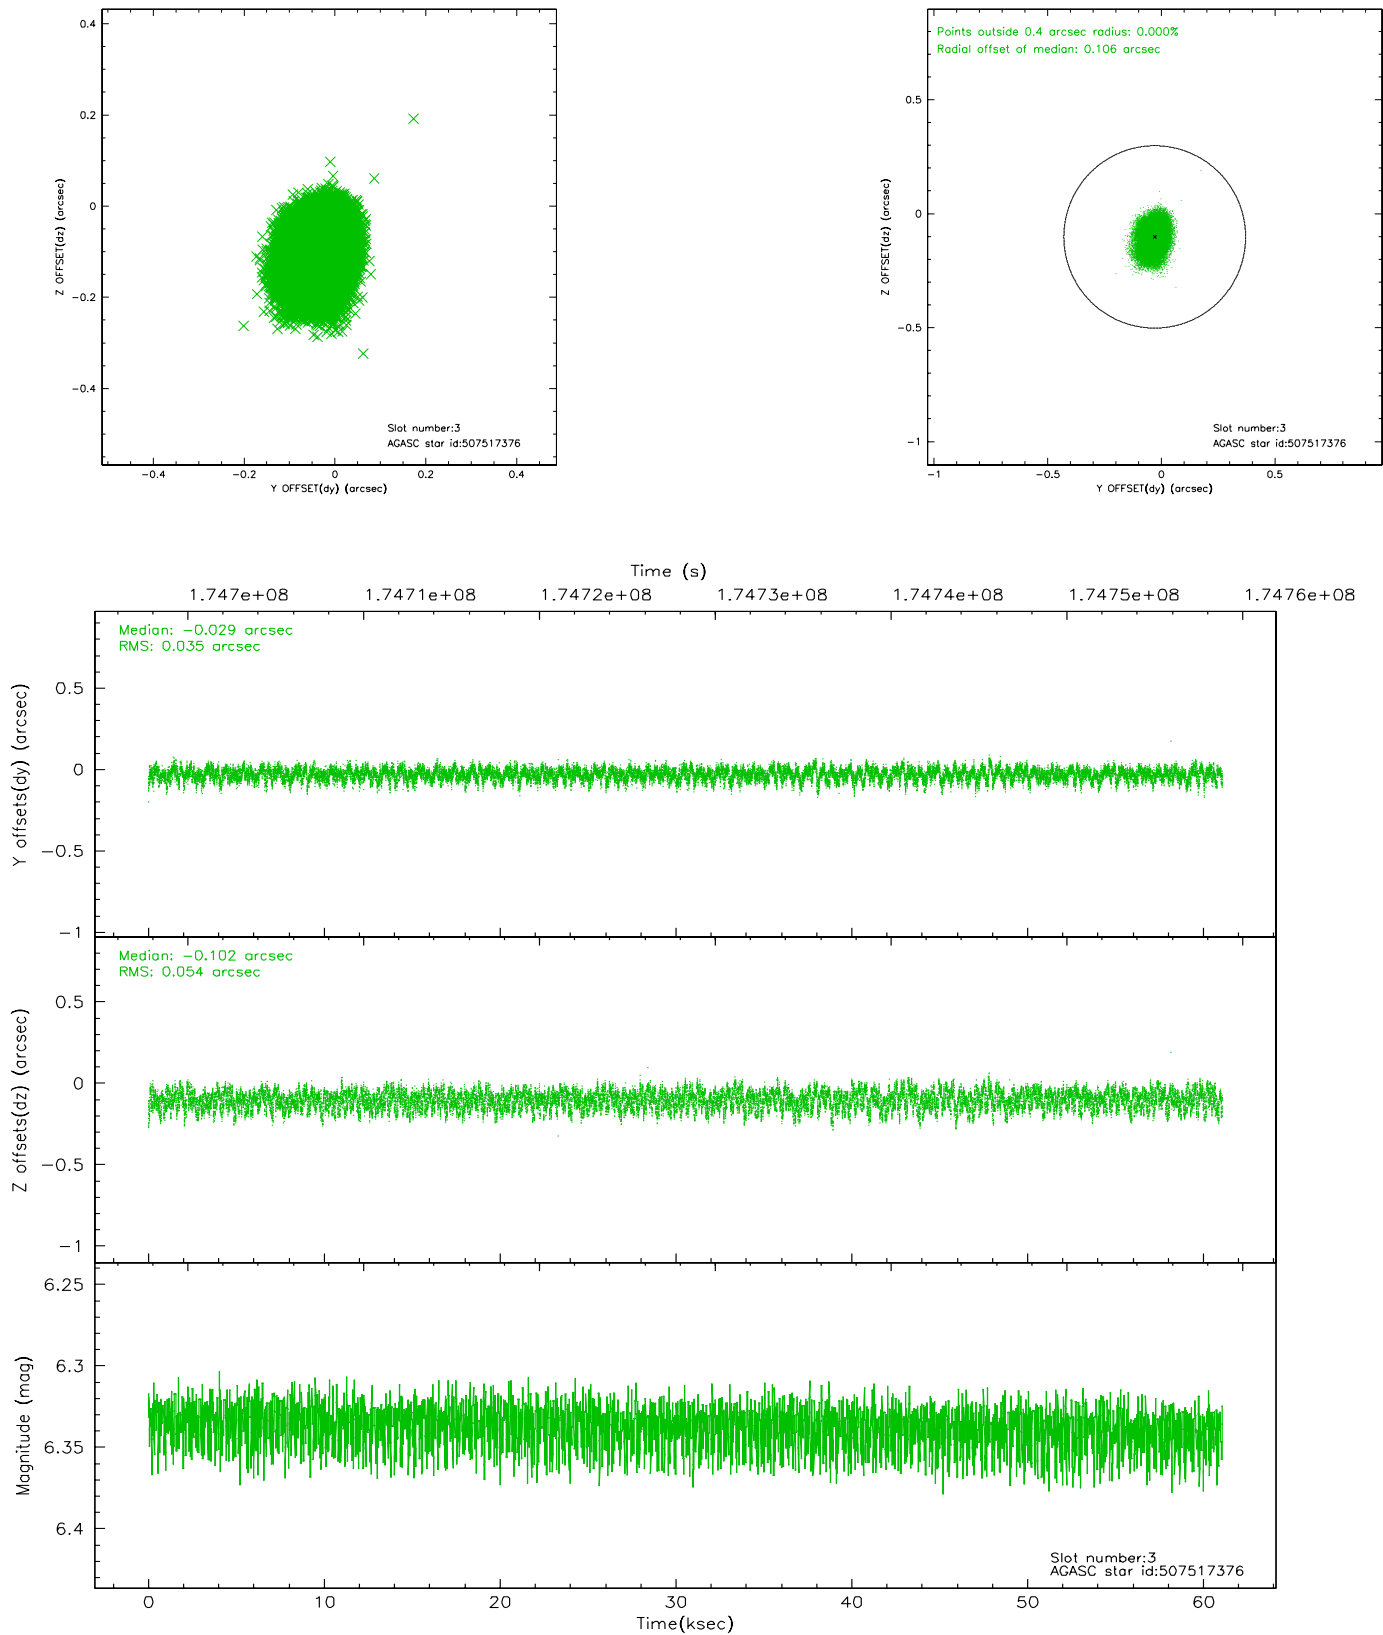 0.4
0.2
0
−0.2
−0.4
Z OFFSET(dz) (arcsec)
Slot number:3
AGASC star id:507517376
−0.4 −0.2 0 0.2 0.4
Y OFFSET(dy) (arcsec)
Points outside 0.4 arcsec radius: 0.000%
Radial offset of median: 0.106 arcsec
0.5
0
−0.5
−1
Z OFFSET(dz) (arcsec)
Slot number:3
AGASC star id:507517376
−1 −0.5 0 0.5
Y OFFSET(dy) (arcsec)
Time (s)
1.747e+08 1.7471e+08 1.7472e+08 1.7473e+08 1.7474e+08 1.7475e+08 1.7476e+08
Median: −0.029 arcsec
RMS: 0.035 arcsec
0.5
0
−0.5
−1
Y offsets(dy) (arcsec)
Median: −0.102 arcsec
RMS: 0.054 arcsec
0.5
0
−0.5
−1
Z offsets(dz) (arcsec)
6.25
6.3
6.35
6.4
Magnitude (mag)
Slot number:3
AGASC star id:507517376
0 10 20 30 40 50 60
Time(ksec)